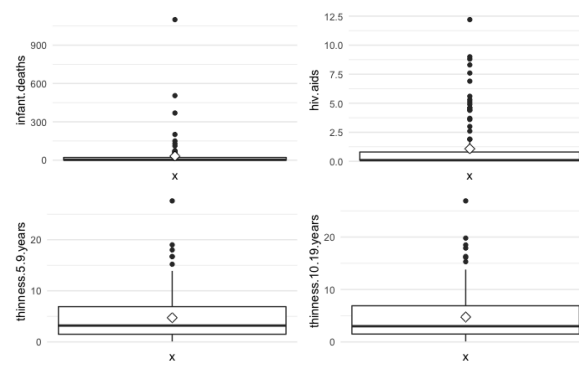 infant.deaths
900
600
300
0
x
hiv.aids
12.5
10.0
7.5
5.0
2.5
0.0
x
thinness.5.9.years
20
10
0
x
thinness.10.19.years
20
10
0
x